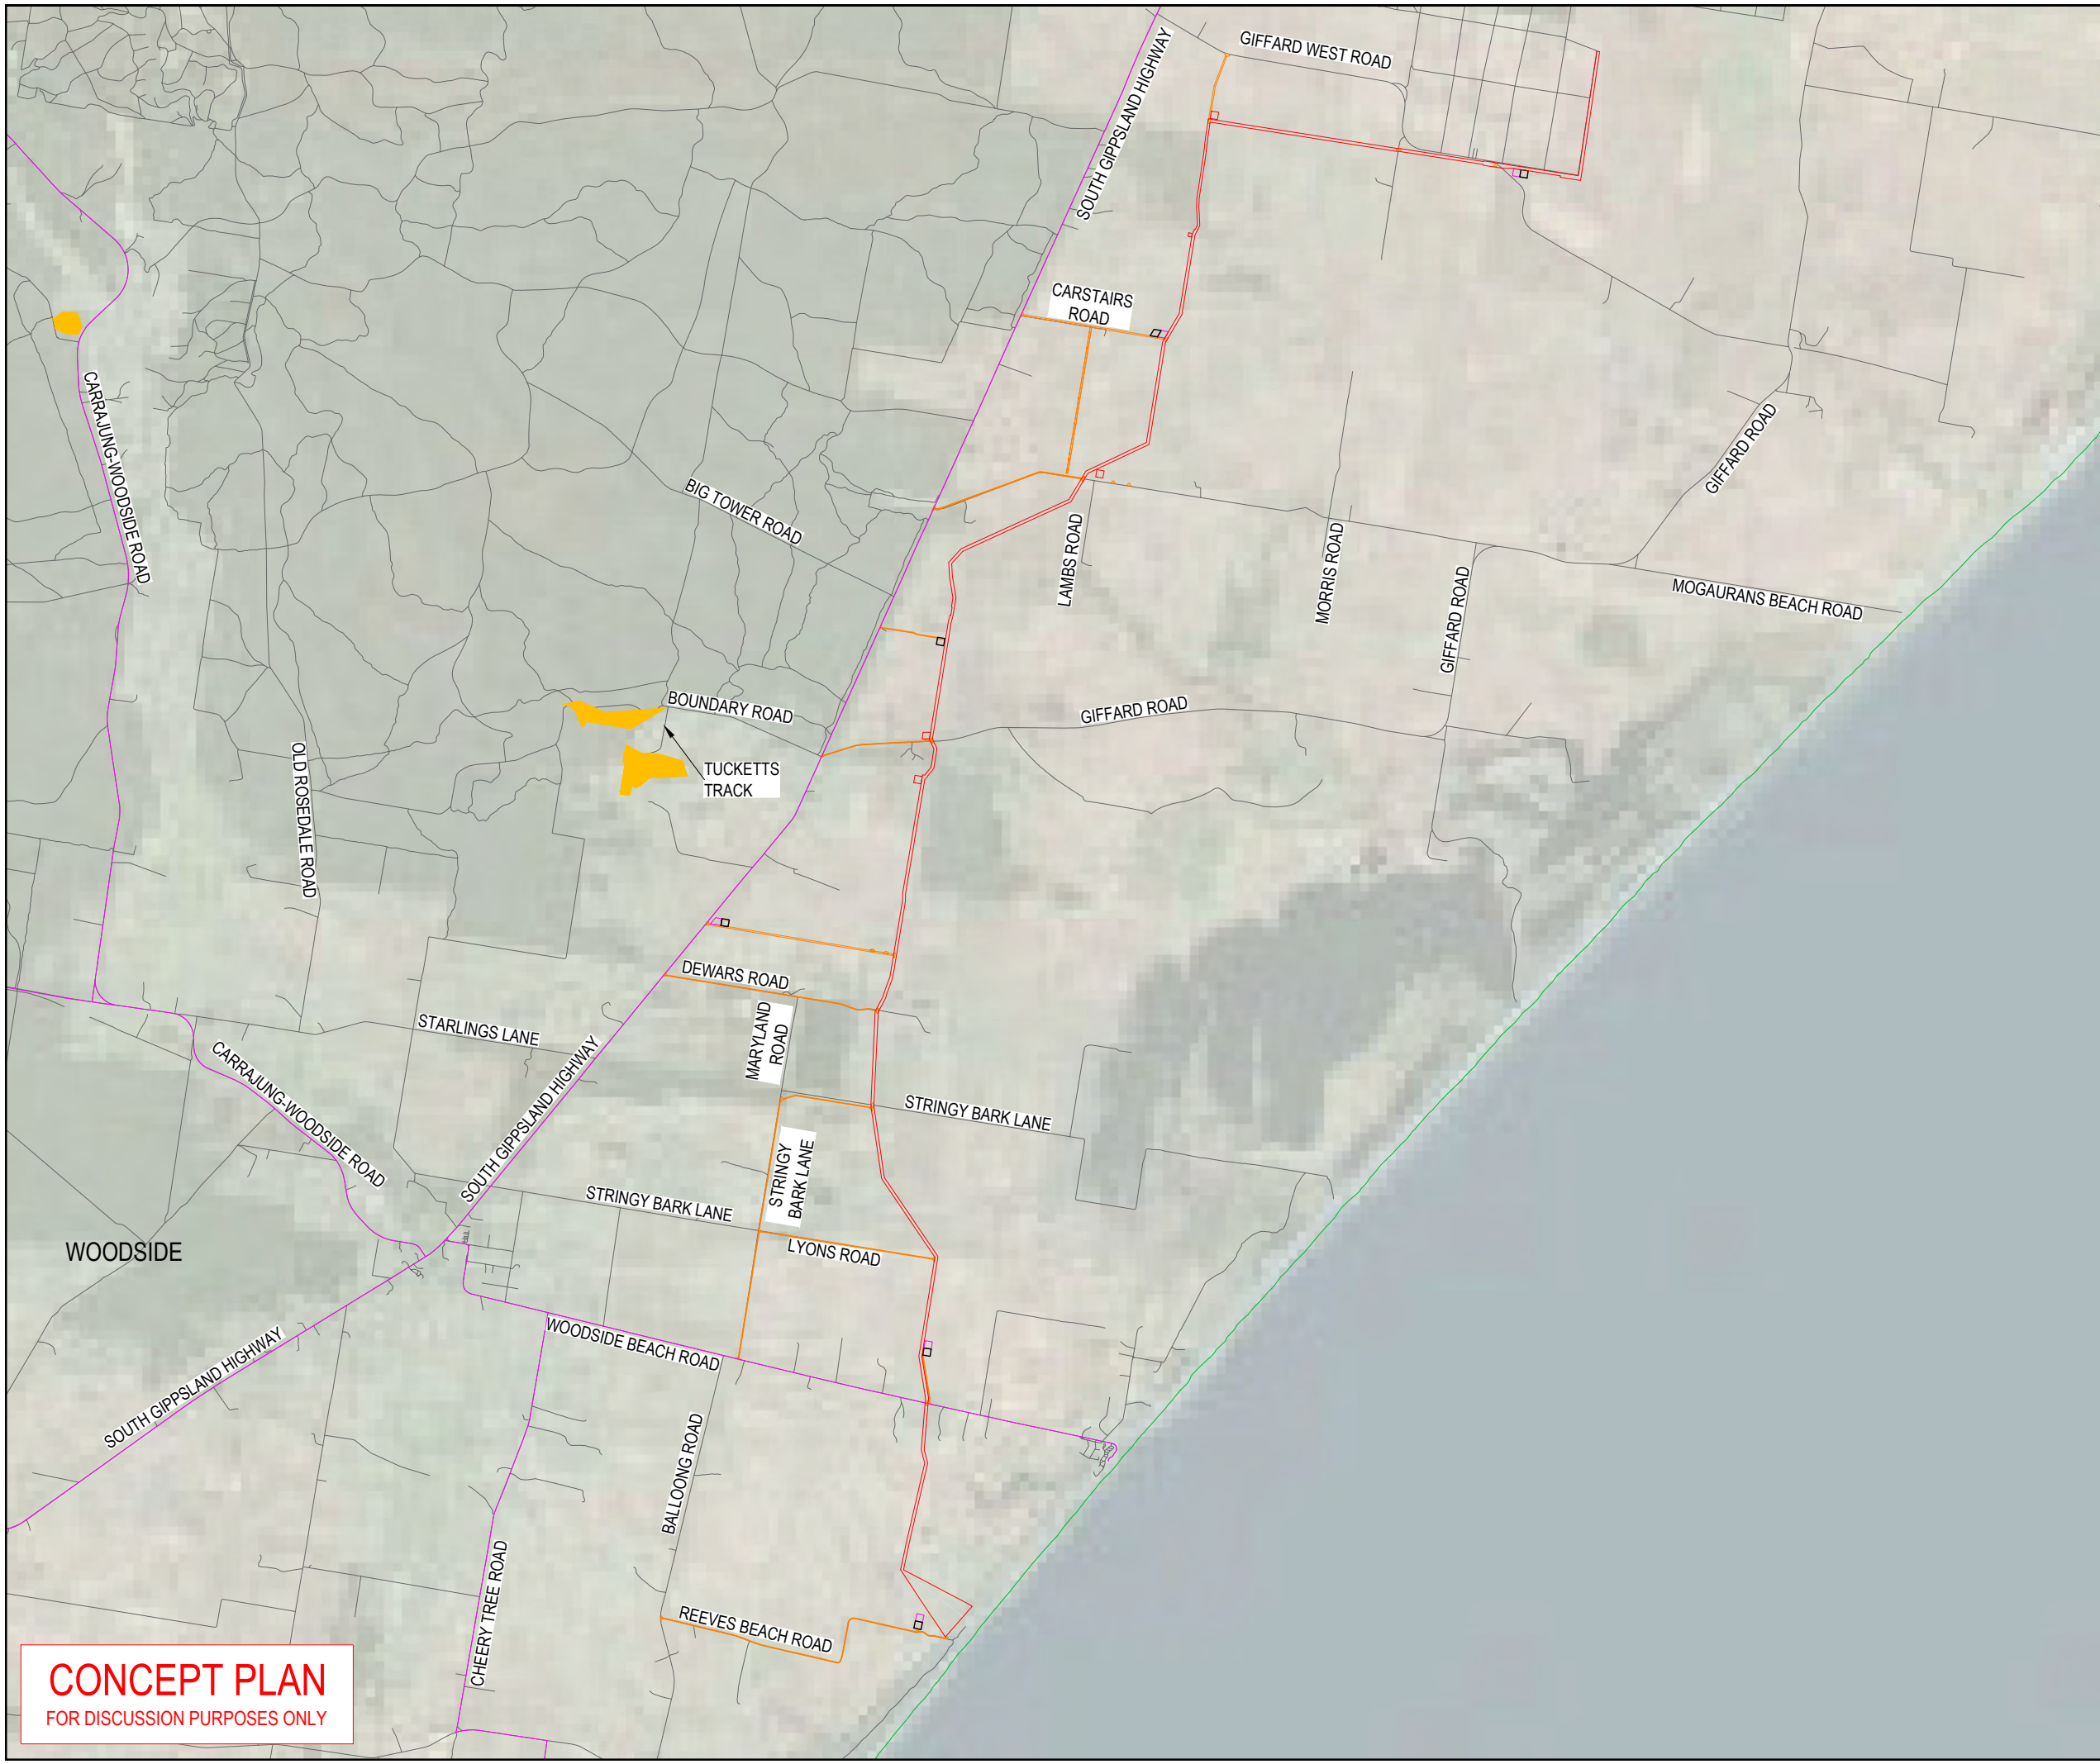 GIFFARD WEST ROAD
SOUTH GIPPSLAND HIGHWAY
CARSTAIRS
ROAD
CARRAJUNG-WOODSIDE ROAD
GIFFARD ROAD
BIG TOWER ROAD
LAMBS ROAD
MORRIS ROAD
GIFFARD ROAD
MOGAURANS BEACH ROAD
BOUNDARY ROAD
GIFFARD ROAD
TUCKETTS
TRACK
OLD ROSEDALE ROAD
DEWARS ROAD
MARYLAND
ROAD
STARLINGS LANE
CARRAJUNG-WOODSIDE ROAD
SOUTH GIPPSLAND HIGHWAY
STRINGY BARK LANE
STRINGY
BARK LANE
STRINGY BARK LANE
LYONS ROAD
WOODSIDE
WOODSIDE BEACH ROAD
SOUTH GIPPSLAND HIGHWAY
BALLOONG ROAD
CHEERY TREE ROAD
REEVES BEACH ROAD
CONCEPT PLAN
FOR DISCUSSION PURPOSES ONLY